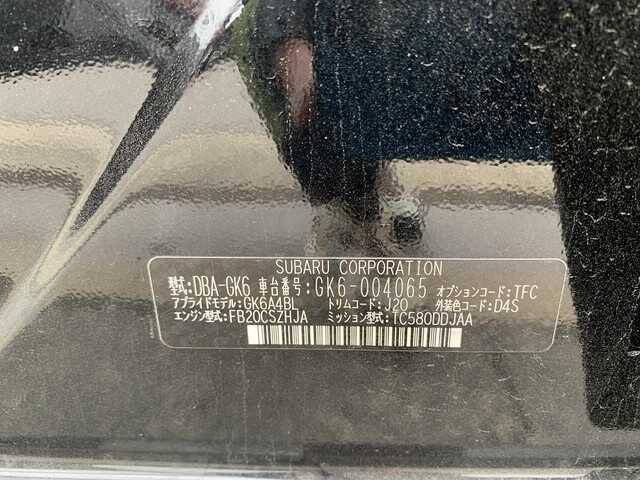 SUBARU CORPORATION
型式:DBA-GK6 車台番号:GK6-004065 オプションコード:TFC
アプライドモデル:GK6A4BL トリムコード:J20 外装色コード:D4S
エンジン型式:FB20CSZHJA ミッション型式:TC580DDJAA